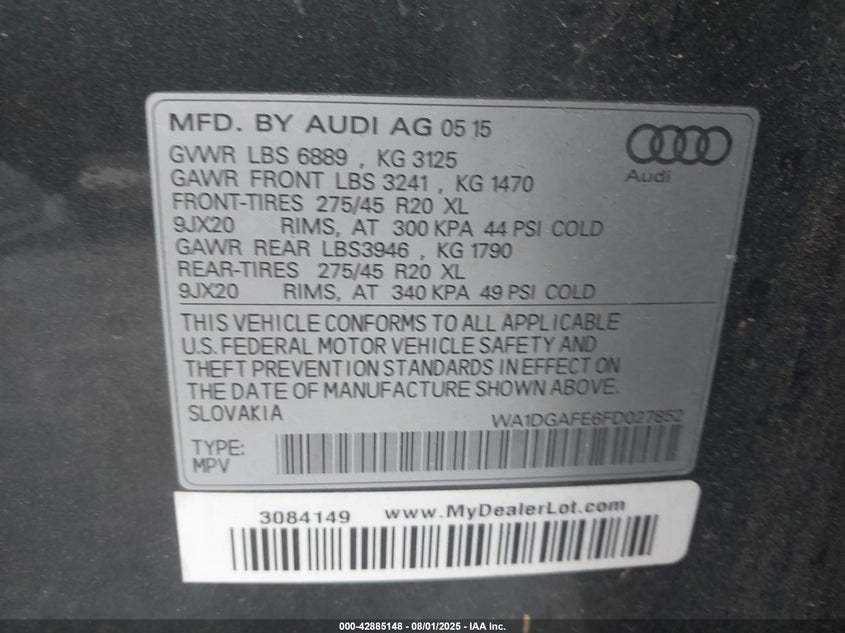 MFD. BY AUDI AG 05 15
GVWR LBS 6889 , KG 3125
GAWR FRONT LBS 3241 , KG 1470
FRONT-TIRES 275/45 R20 XL
9JX20 RIMS, AT 300 KPA 44 PSI COLD
GAWR REAR LBS3946 , KG 1790
REAR-TIRES 275/45 R20 XL
9JX20 RIMS, AT 340 KPA 49 PSI COLD
Audi
THIS VEHICLE CONFORMS TO ALL APPLICABLE
U.S. FEDERAL MOTOR VEHICLE SAFETY AND
THEFT PREVENTION STANDARDS IN EFFECT ON
THE DATE OF MANUFACTURE SHOWN ABOVE.
SLOVAKIA
WA1DGAFE6FD027852
TYPE:
MPV
3084149 www.MyDealerLot.com
000-42885148 - 08/01/2025 - IAA Inc.